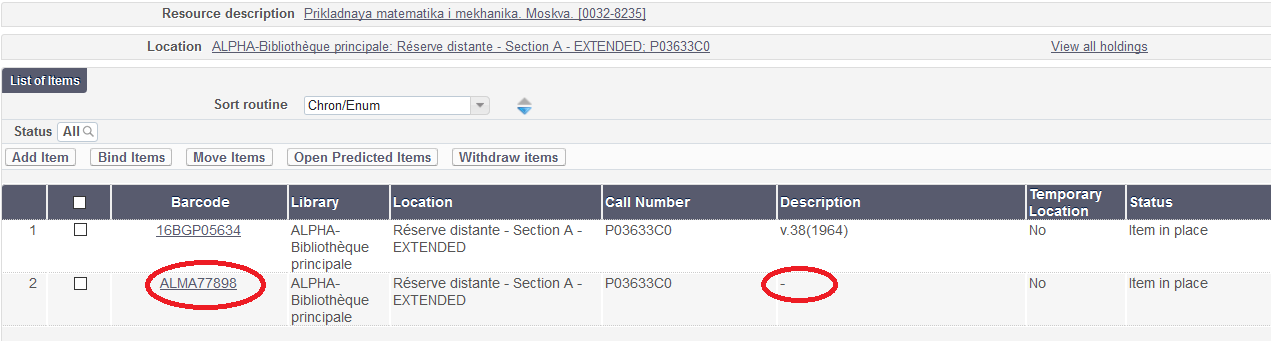 Resource description Prikladnaya matematika i mekhanika. Moskva. [0032-8235]
Location ALPHA-Bibliothèque principale: Réserve distante - Section A - EXTENDED; P03633C0 View all holdings
List of Items
Sort routine Chron/Enum
Status All
Add Item Bind Items Move Items Open Predicted Items Withdraw items
Barcode Library Location Call Number Description Temporary Location Status
1 16BGP05634 ALPHA-Bibliothèque principale Réserve distante - Section A - EXTENDED P03633C0 v.38(1964) No Item in place
2 ALMA77898 ALPHA-Bibliothèque principale Réserve distante - Section A - EXTENDED P03633C0 - No Item in place